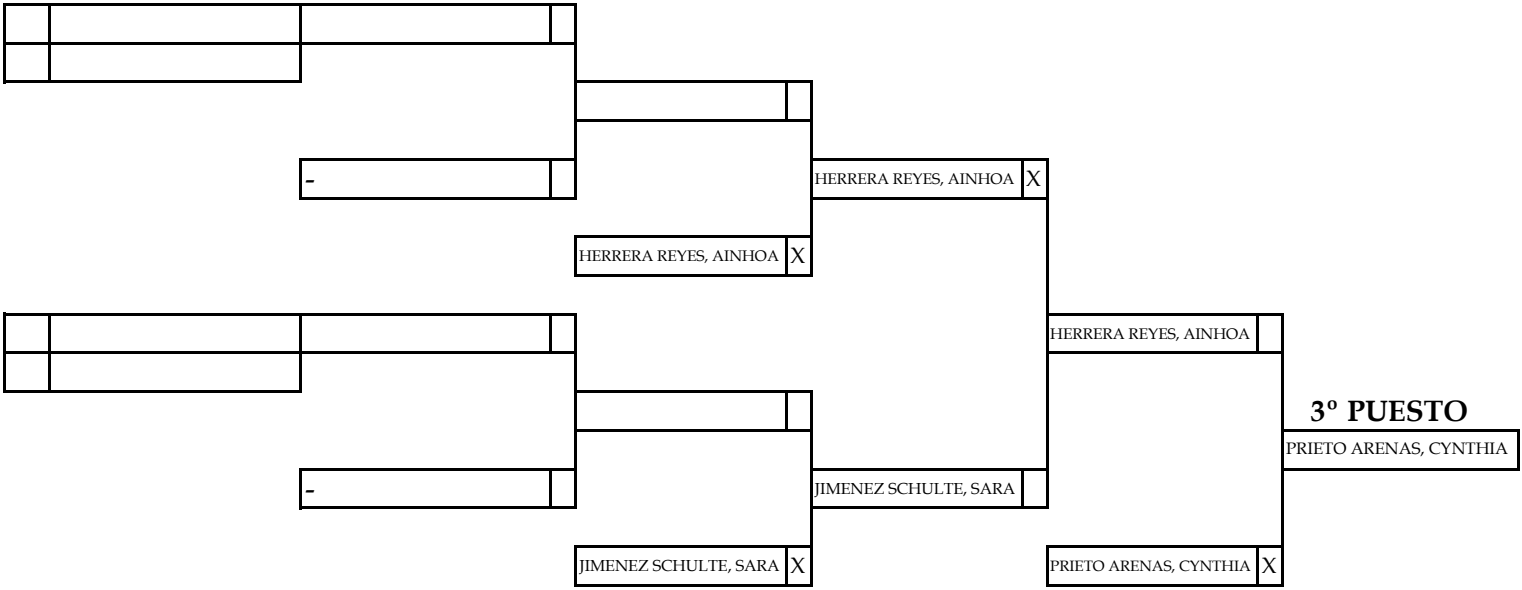 -
HERRERA REYES, AINHOA X
HERRERA REYES, AINHOA X
HERRERA REYES, AINHOA
3º PUESTO
PRIETO ARENAS, CYNTHIA
-
JIMENEZ SCHULTE, SARA
JIMENEZ SCHULTE, SARA X
PRIETO ARENAS, CYNTHIA X